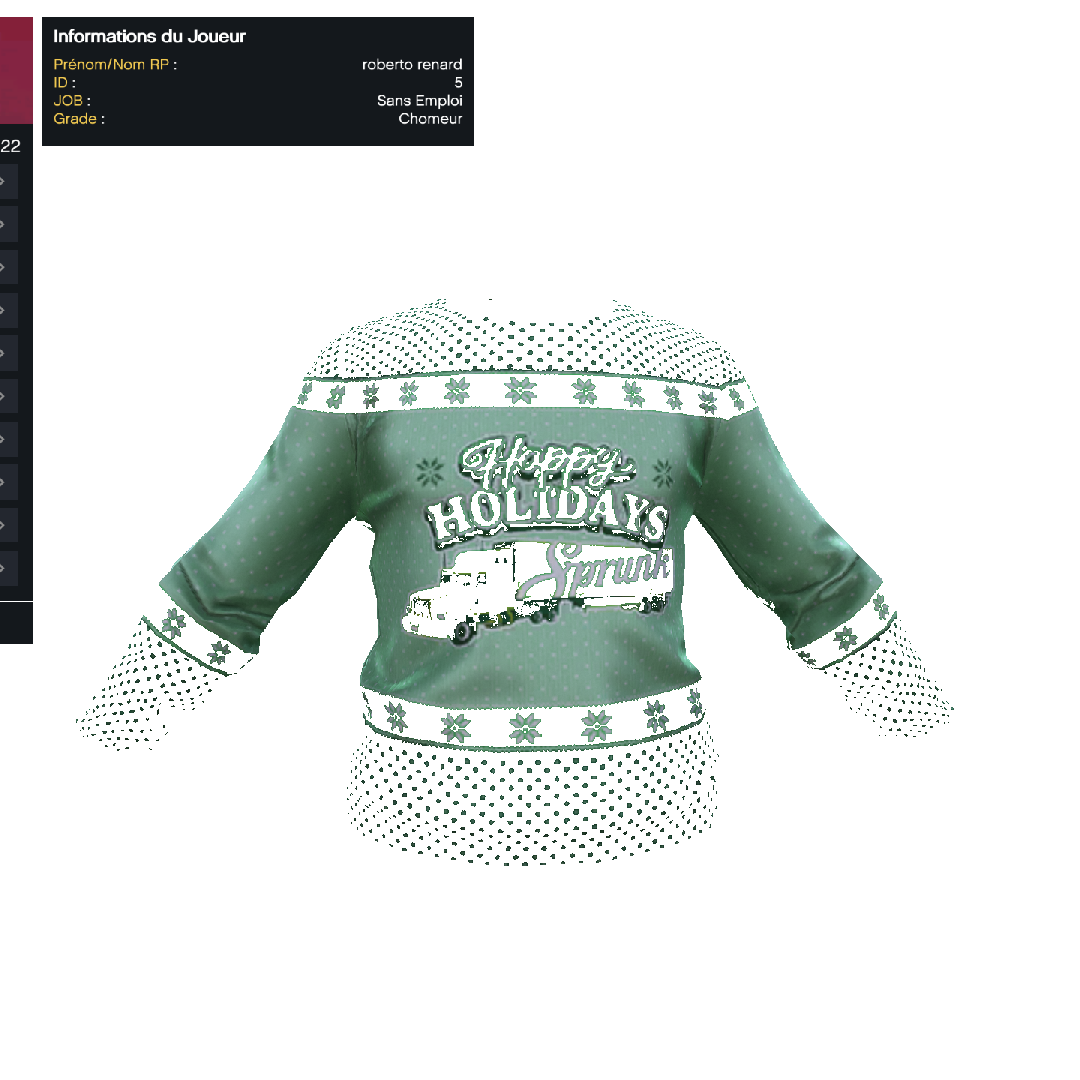 Informations du Joueur
Prénom/Nom RP : roberto renard
ID : 5
JOB : Sans Emploi
Grade : Chomeur
22
Happy
HOLIDAYS
Sprunk